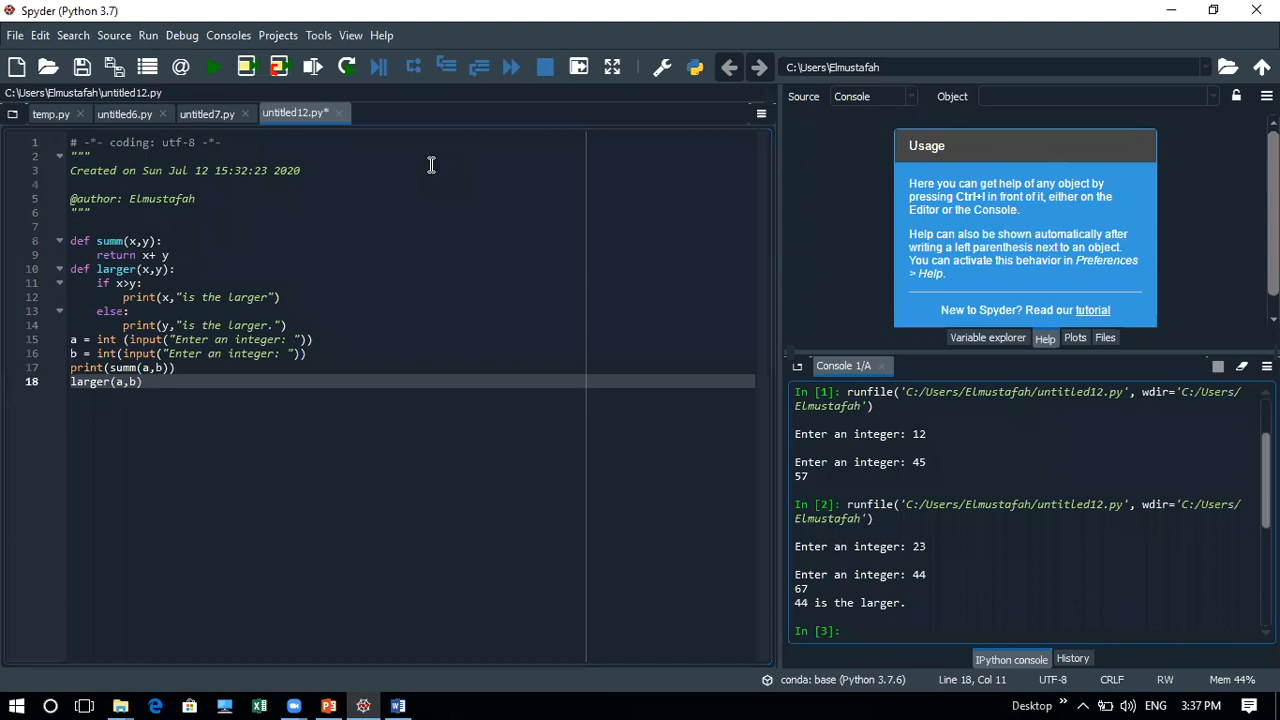 Spyder (Python 3.7)
File Edit Search Source Run Debug Consoles Projects Tools View Help
C:\Users\Elmustafah
C:\Users\Elmustafah\untitled12.py
Source Console Object
temp.py untitled6.py untitled7.py untitled12.py*
1 # -*- coding: utf-8 -*-
2 """
3 Created on Sun Jul 12 15:32:23 2020
4
5 @author: Elmustafah
6 """
7
8 def summ(x,y):
9 return x+ y
10 def larger(x,y):
11 if x>y:
12 print(x,"is the larger")
13 else:
14 print(y,"is the larger.")
15 a = int (input("Enter an integer: "))
16 b = int(input("Enter an integer: "))
17 print(summ(a,b))
18 larger(a,b)
Usage
Here you can get help of any object by
pressing Ctrl+I in front of it, either on the
Editor or the Console.
Help can also be shown automatically after
writing a left parenthesis next to an object.
You can activate this behavior in Preferences
> Help.
New to Spyder? Read our tutorial
Variable explorer Help Plots Files
Console 1/A
In [1]: runfile('C:/Users/Elmustafah/untitled12.py', wdir='C:/Users/
Elmustafah')
Enter an integer: 12
Enter an integer: 45
57
In [2]: runfile('C:/Users/Elmustafah/untitled12.py', wdir='C:/Users/
Elmustafah')
Enter an integer: 23
Enter an integer: 44
67
44 is the larger.
In [3]:
IPython console History
conda: base (Python 3.7.6) Line 18, Col 11 UTF-8 CRLF RW Mem 44%
Desktop » ENG 3:37 PM